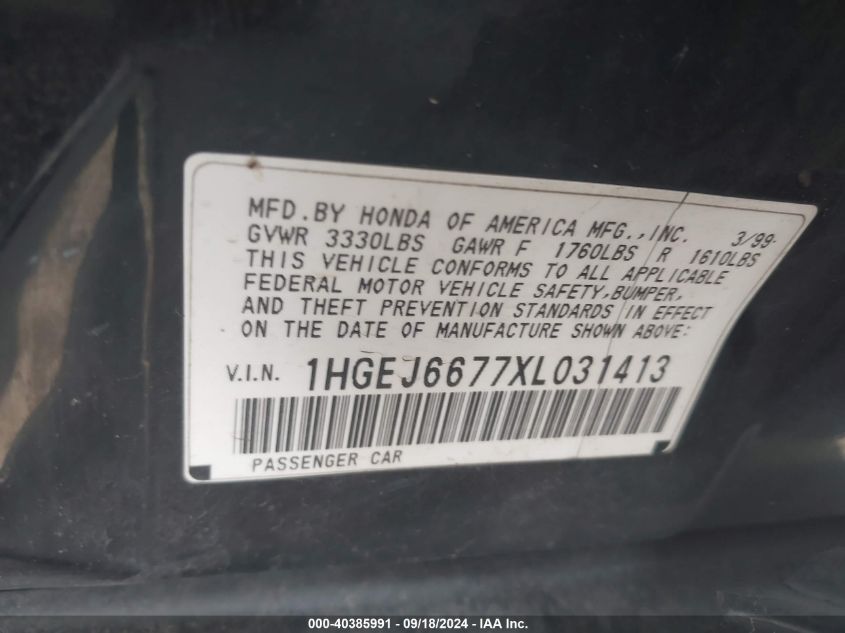 MFD.BY HONDA OF AMERICA MFG.,INC. 3/99
GVWR 3330LBS GAWR F 1760LBS R 1610LBS
THIS VEHICLE CONFORMS TO ALL APPLICABLE
FEDERAL MOTOR VEHICLE SAFETY,BUMPER,
AND THEFT PREVENTION STANDARDS IN EFFECT
ON THE DATE OF MANUFACTURE SHOWN ABOVE:
V.I.N. 1HGEJ6677XL031413
PASSENGER CAR
000-40385991 / 09/18/2024 - IAA Inc.